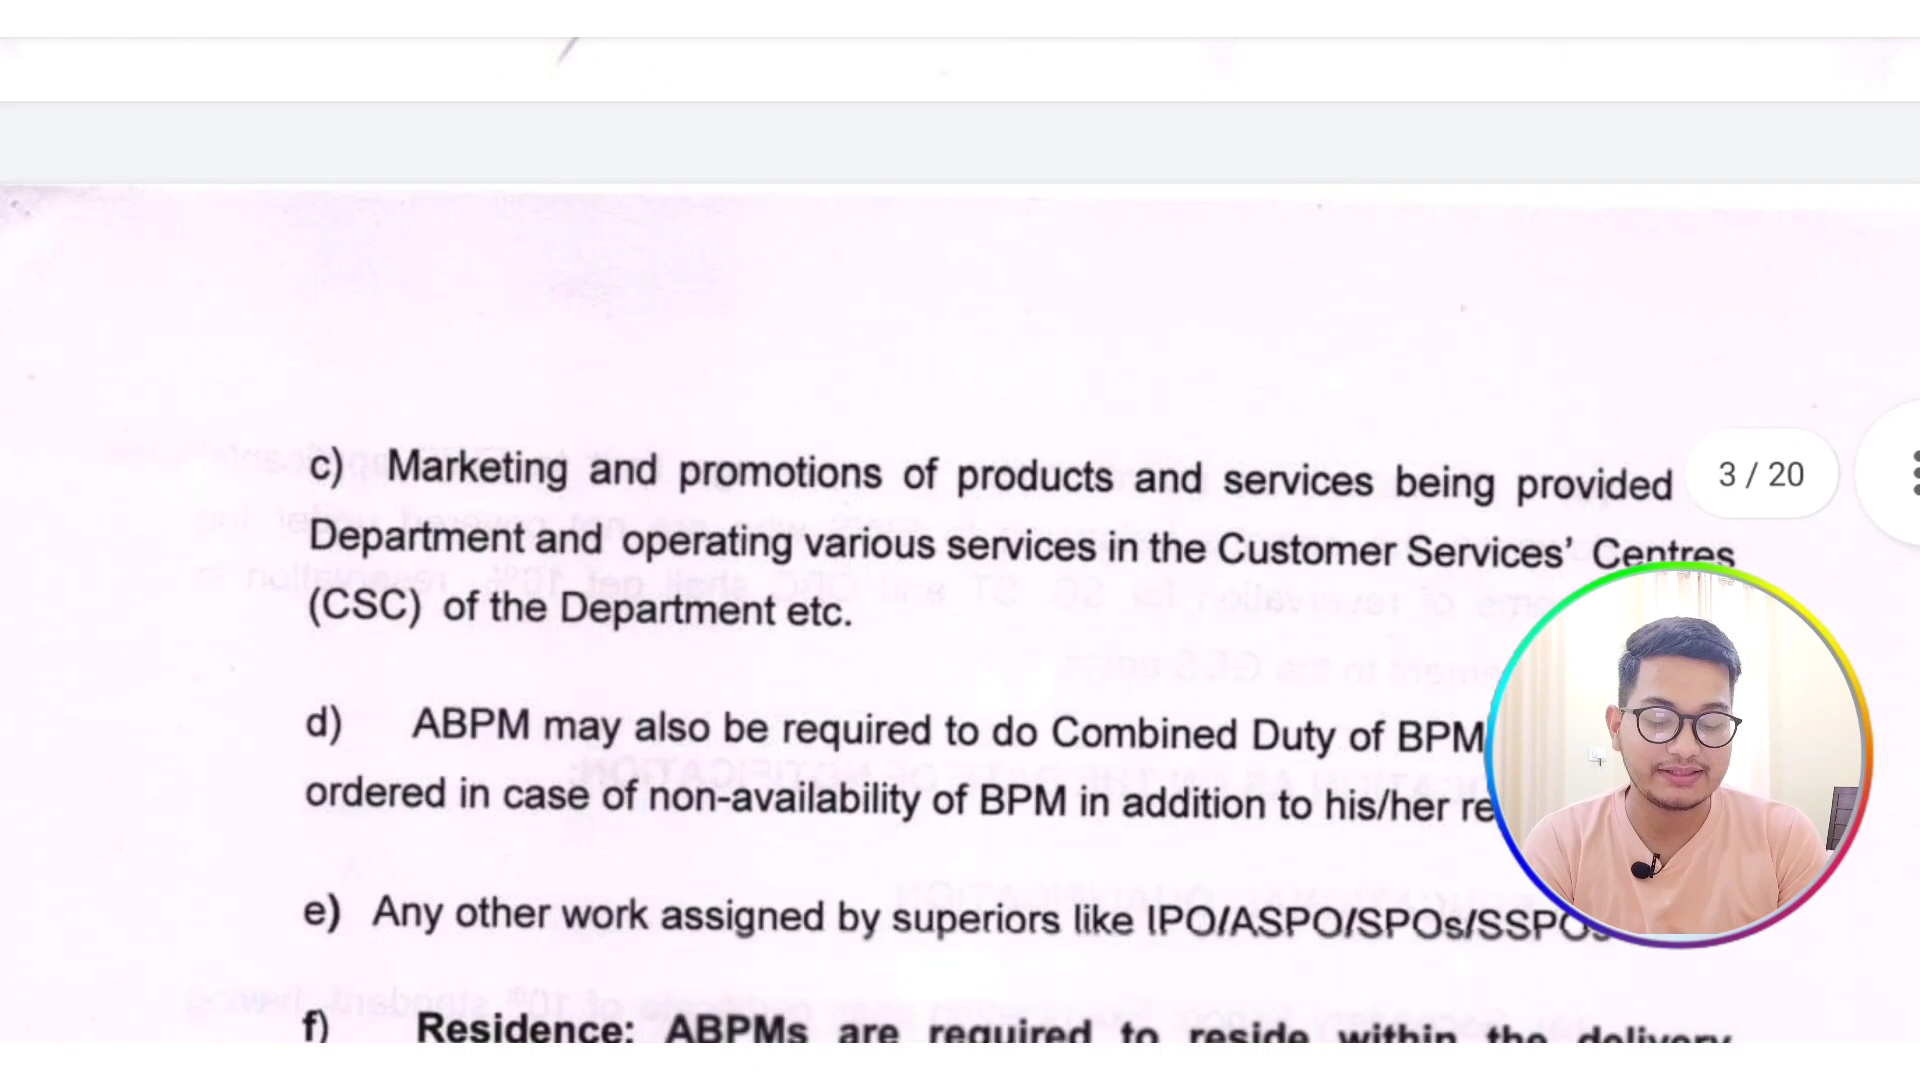 c) Marketing and promotions of products and services being provided
3 / 20
Department and operating various services in the Customer Services’ Centres
(CSC) of the Department etc.
d) ABPM may also be required to do Combined Duty of BPM
ordered in case of non-availability of BPM in addition to his/her re
e) Any other work assigned by superiors like IPO/ASPO/SPOs/SSPOs
f) Residence: ABPMs are required to reside within the delivery